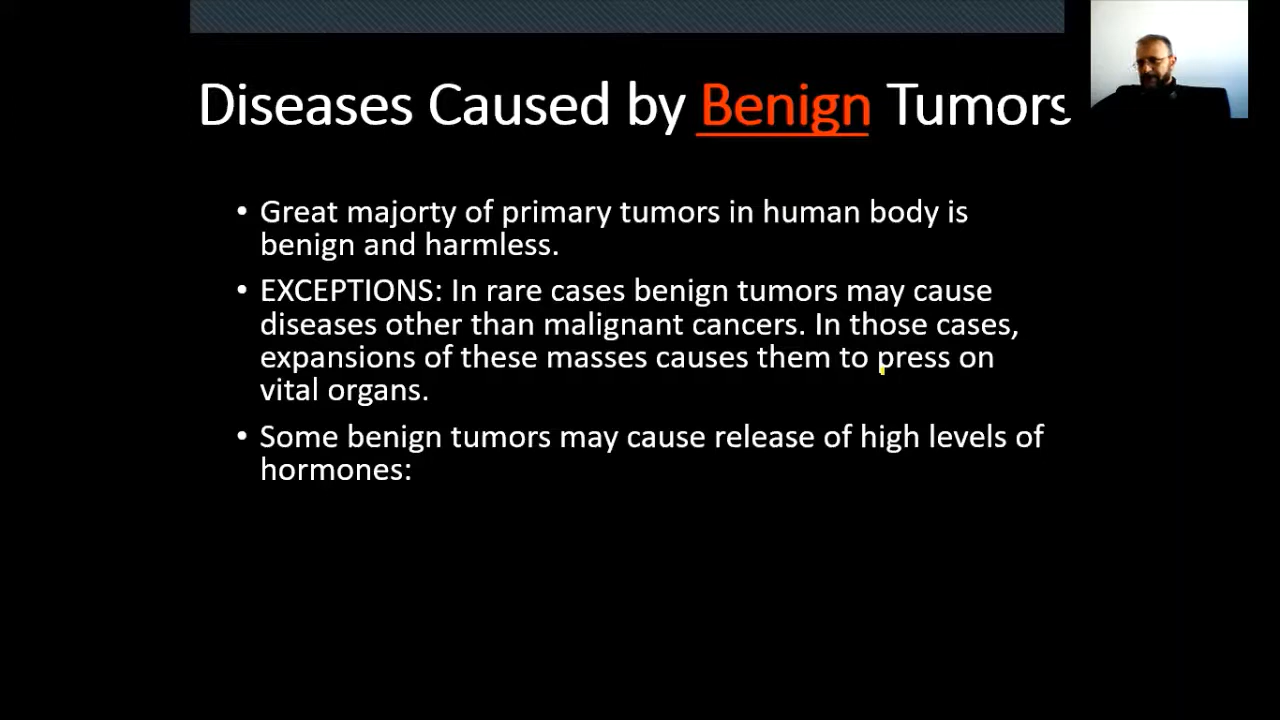 Diseases Caused by Benign Tumors
• Great majorty of primary tumors in human body is
benign and harmless.
• EXCEPTIONS: In rare cases benign tumors may cause
diseases other than malignant cancers. In those cases,
expansions of these masses causes them to press on
vital organs.
• Some benign tumors may cause release of high levels of
hormones: